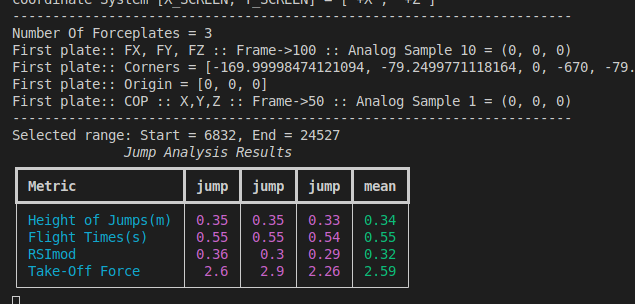 Coordinate System [X_SCREEN, Y_SCREEN] = ['+X', '+Z']
------------------------------------------------------------------
Number Of Forceplates = 3
First plate:: FX, FY, FZ :: Frame->100 :: Analog Sample 10 = (0, 0, 0)
First plate:: Corners = [-169.99998474121094, -79.2499771118164, 0, -670, -79.
First plate:: Origin = [0, 0, 0]
First plate:: COP :: X,Y,Z :: Frame->50 :: Analog Sample 1 = (0, 0, 0)
------------------------------------------------------------------
Selected range: Start = 6832, End = 24527
Jump Analysis Results
Metric jump jump jump mean
Height of Jumps(m) 0.35 0.35 0.33 0.34
Flight Times(s) 0.55 0.55 0.54 0.55
RSImod 0.36 0.3 0.29 0.32
Take-Off Force 2.6 2.9 2.26 2.59